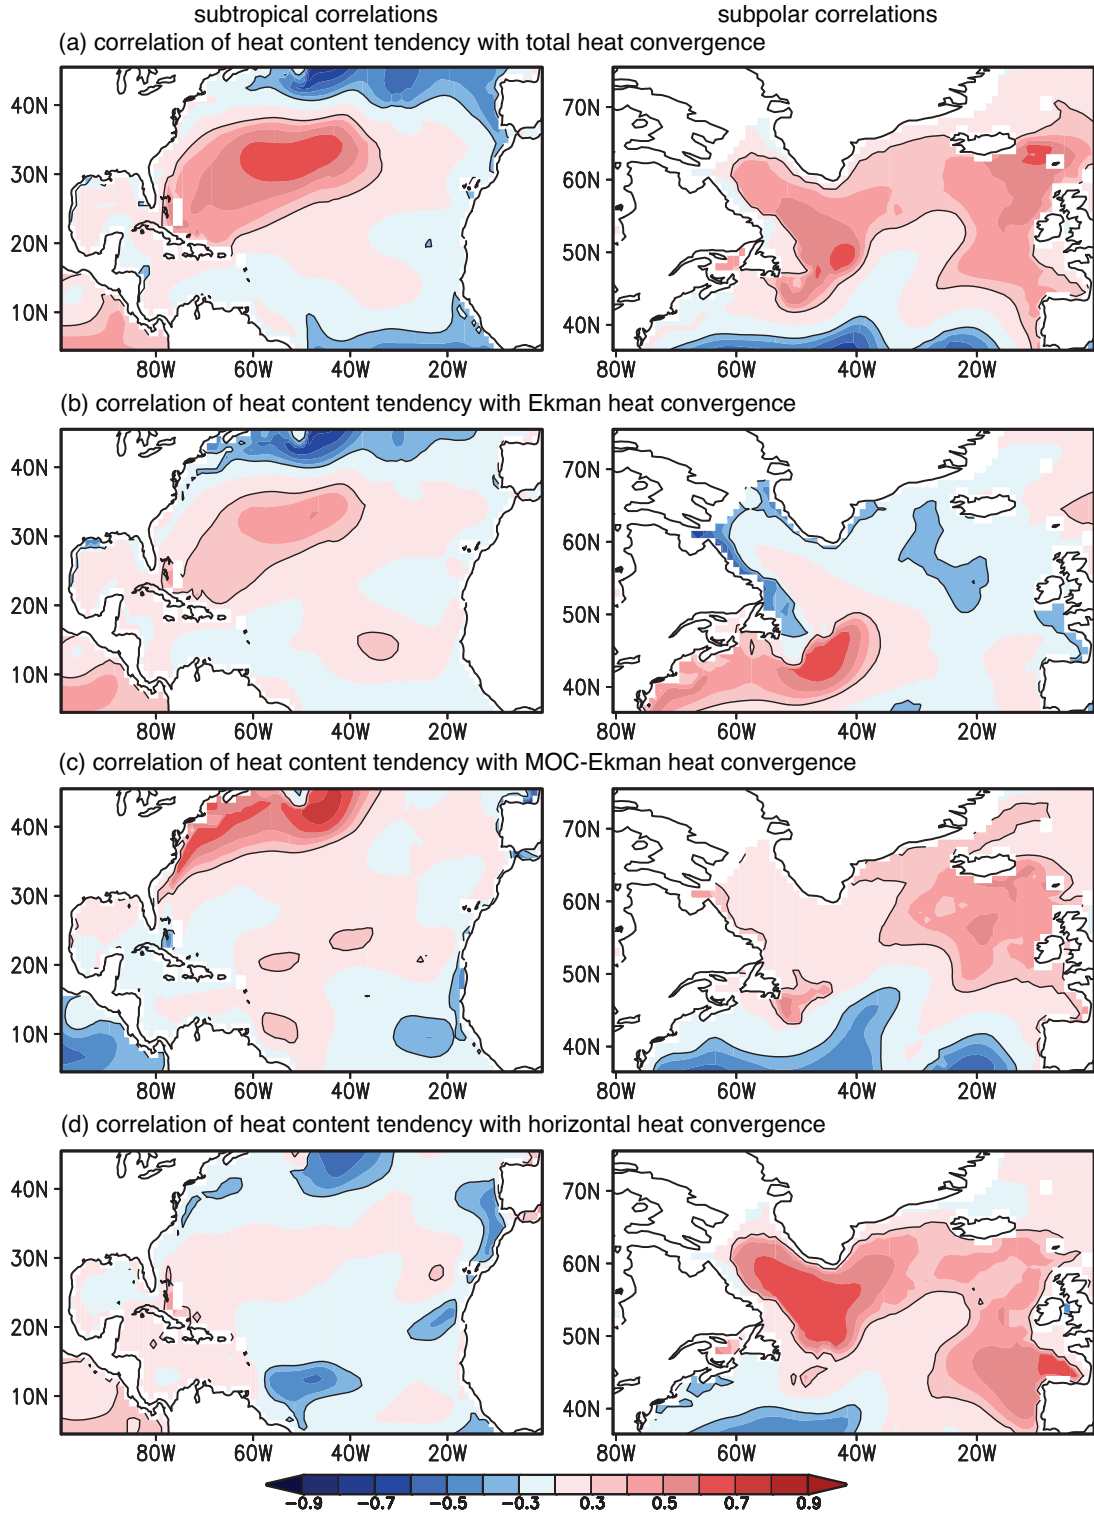 subtropical correlations subpolar correlations
(a) correlation of heat content tendency with total heat convergence
40N 70N
30N 60N
20N 50N
10N 40N
80W 60W 40W 20W 80W 60W 40W 20W
(b) correlation of heat content tendency with Ekman heat convergence
40N 70N
30N 60N
20N 50N
10N 40N
80W 60W 40W 20W 80W 60W 40W 20W
(c) correlation of heat content tendency with MOC-Ekman heat convergence
40N 70N
30N 60N
20N 50N
10N 40N
80W 60W 40W 20W 80W 60W 40W 20W
(d) correlation of heat content tendency with horizontal heat convergence
40N 70N
30N 60N
20N 50N
10N 40N
80W 60W 40W 20W 80W 60W 40W 20W
−0.9 −0.7 −0.5 −0.3 0.3 0.5 0.7 0.9